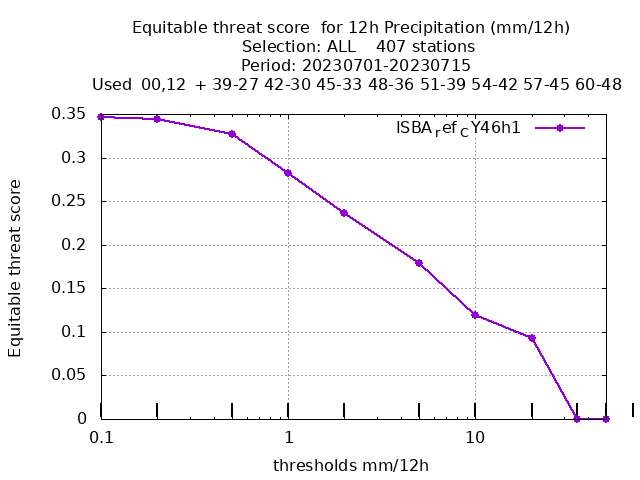 Equitable threat score  for 12h Precipitation (mm/12h)
Selection: ALL    407 stations
Period: 20230701-20230715
Used  00,12  + 39-27 42-30 45-33 48-36 51-39 54-42 57-45 60-48
ISBArefCY46h1
Equitable threat score
0.35
0.3
0.25
0.2
0.15
0.1
0.05
0
0.1 1 10
thresholds mm/12h